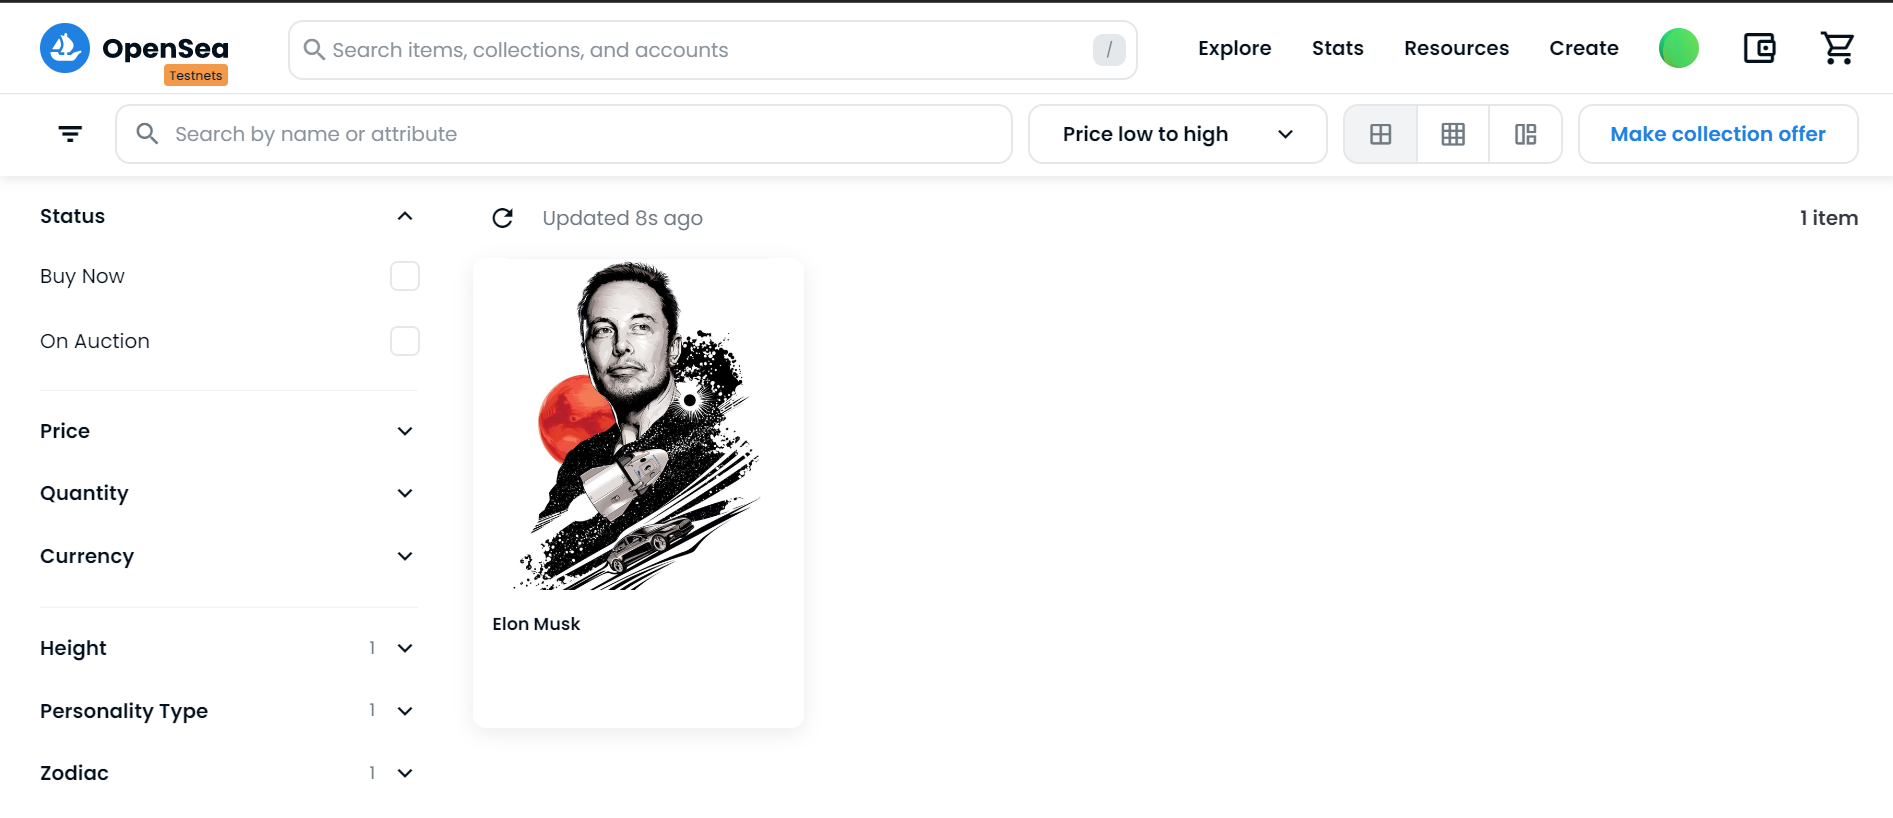 OpenSea
Testnets
Search items, collections, and accounts
/
Explore
Stats
Resources
Create
Search by name or attribute
Price low to high
Make collection offer
Status
Buy Now
On Auction
Price
Quantity
Currency
Height 1
Personality Type 1
Zodiac 1
Updated 8s ago
1 item
Elon Musk